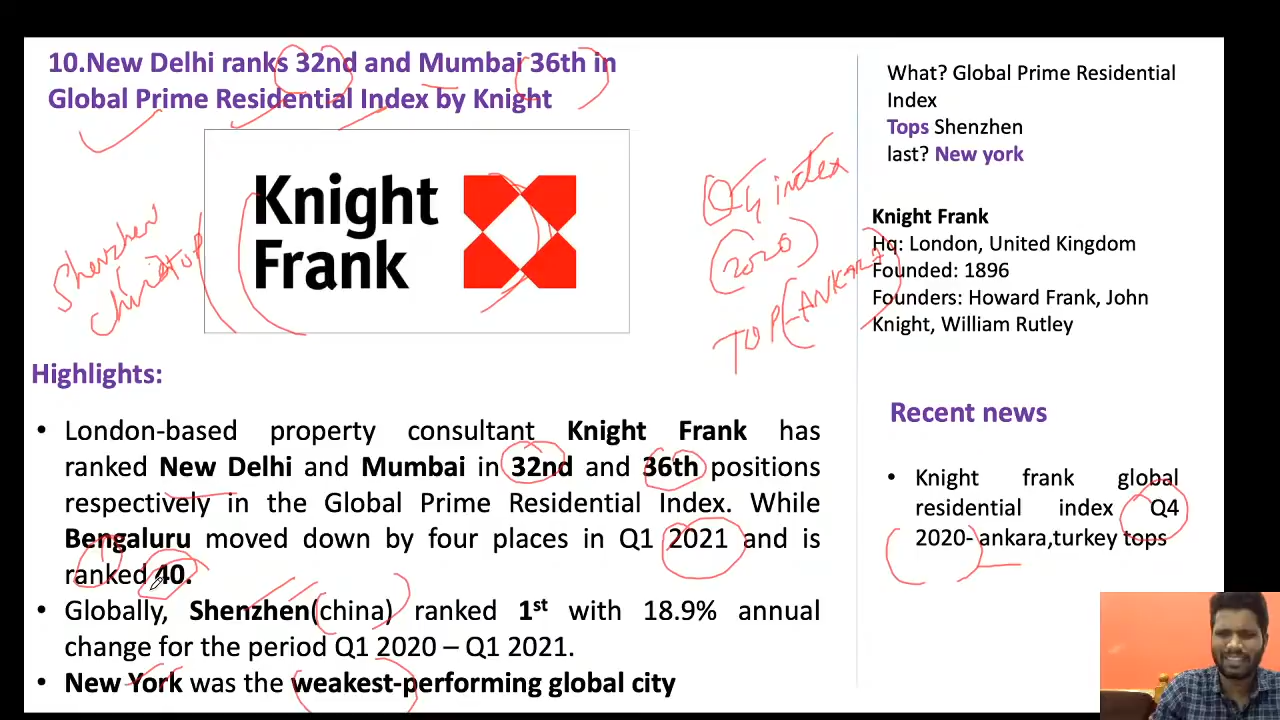 10.New Delhi ranks 32nd and Mumbai 36th in
Global Prime Residential Index by Knight
Knight
Frank
Shenzhen
china TOP
Q4 index
(2020)
TOP(ANKARA)
Highlights:
• London-based property consultant Knight Frank has
ranked New Delhi and Mumbai in 32nd and 36th positions
respectively in the Global Prime Residential Index. While
Bengaluru moved down by four places in Q1 2021 and is
ranked 40.
• Globally, Shenzhen(china) ranked 1st with 18.9% annual
change for the period Q1 2020 – Q1 2021.
• New York was the weakest-performing global city
What? Global Prime Residential
Index
Tops Shenzhen
last? New york
Knight Frank
Hq: London, United Kingdom
Founded: 1896
Founders: Howard Frank, John
Knight, William Rutley
Recent news
• Knight frank global
residential index Q4
2020- ankara,turkey tops